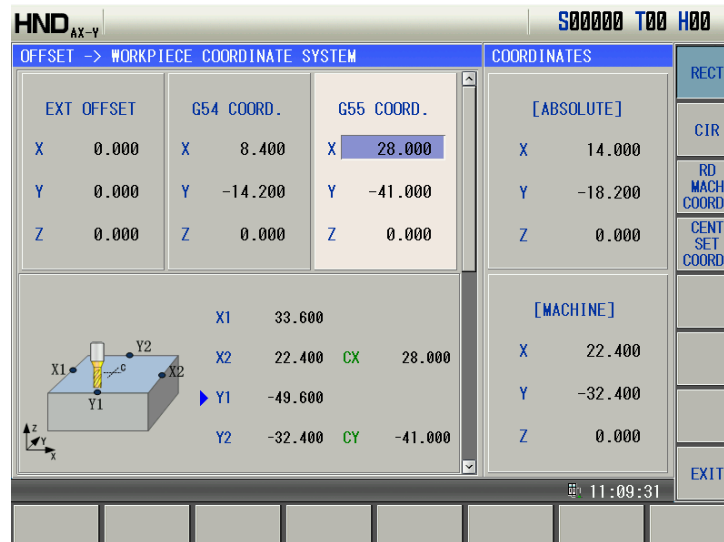 HND AX-Y S00000 T00 H00
OFFSET -> WORKPIECE COORDINATE SYSTEM
COORDINATES
EXT OFFSET G54 COORD. G55 COORD.
X 0.000 X 8.400 X 28.000
Y 0.000 Y -14.200 Y -41.000
Z 0.000 Z 0.000 Z 0.000
[ABSOLUTE]
X 14.000
Y -18.200
Z 0.000
X1 33.600
X2 22.400 CX 28.000
Y1 -49.600
Y2 -32.400 CY -41.000
Y2
X1
C
X2
Y1
Z
Y
X
[MACHINE]
X 22.400
Y -32.400
Z 0.000
11:09:31
RECT
CIR
RD
MACH
COORD
CENT
SET
COORD
EXIT